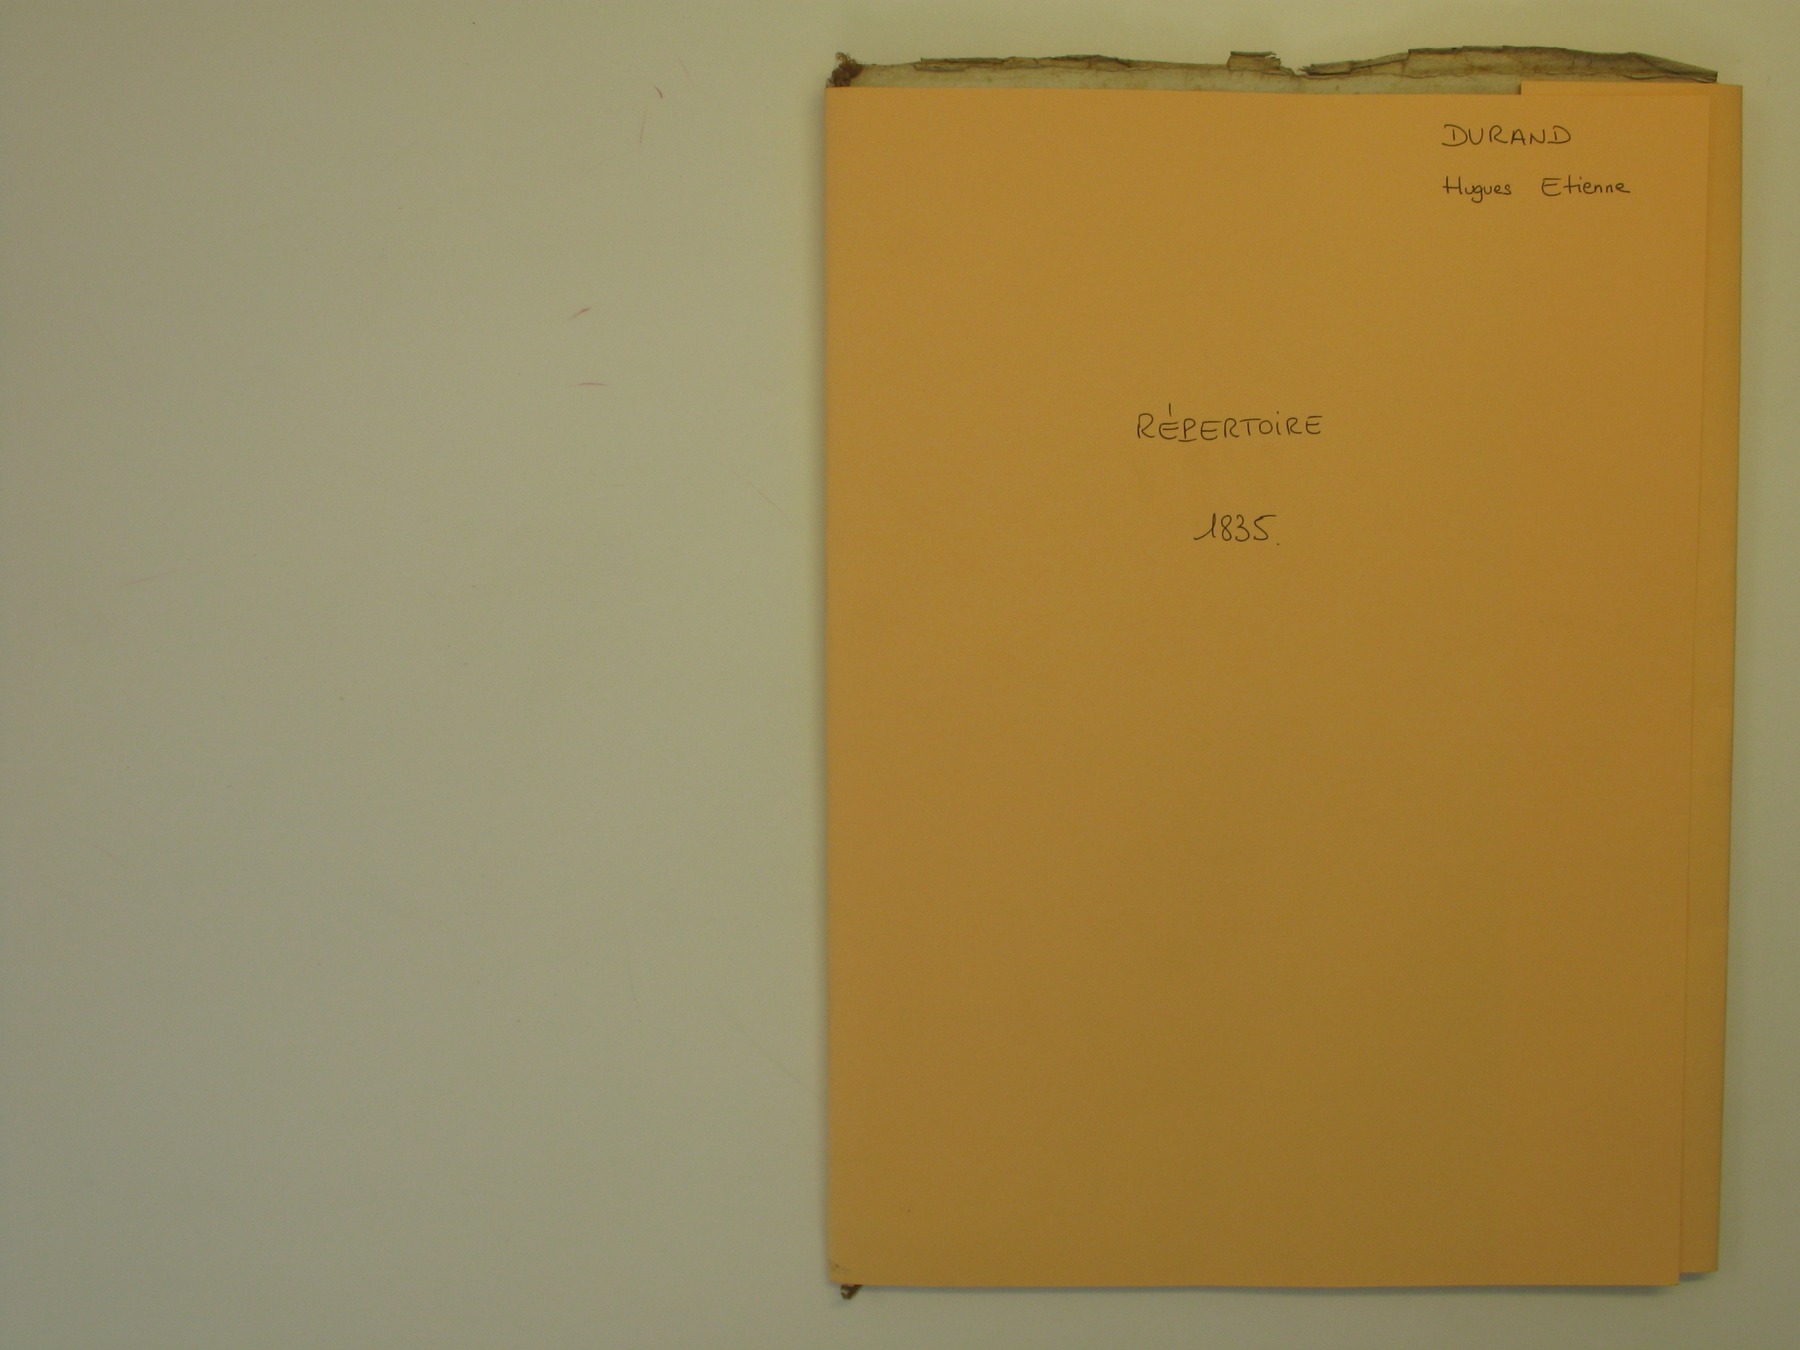 DURAND
Hugues Etienne
RÉPERTOIRE
1835.